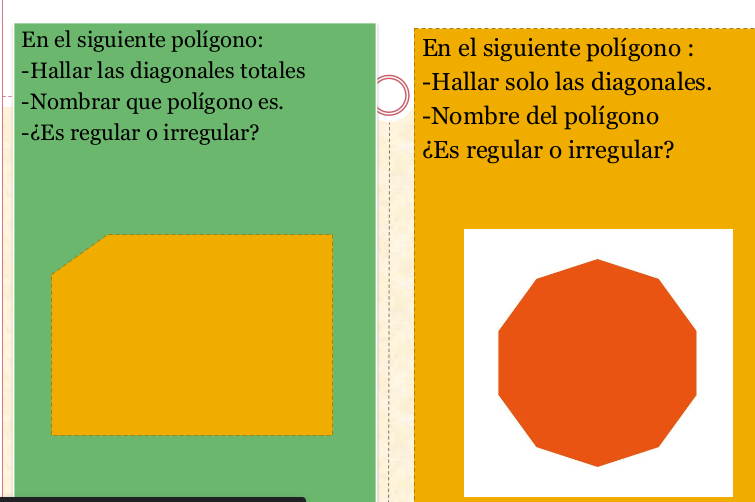 En el siguiente polígono:
-Hallar las diagonales totales
-Nombrar que polígono es.
-¿Es regular o irregular?
En el siguiente polígono :
-Hallar solo las diagonales.
-Nombre del polígono
¿Es regular o irregular?